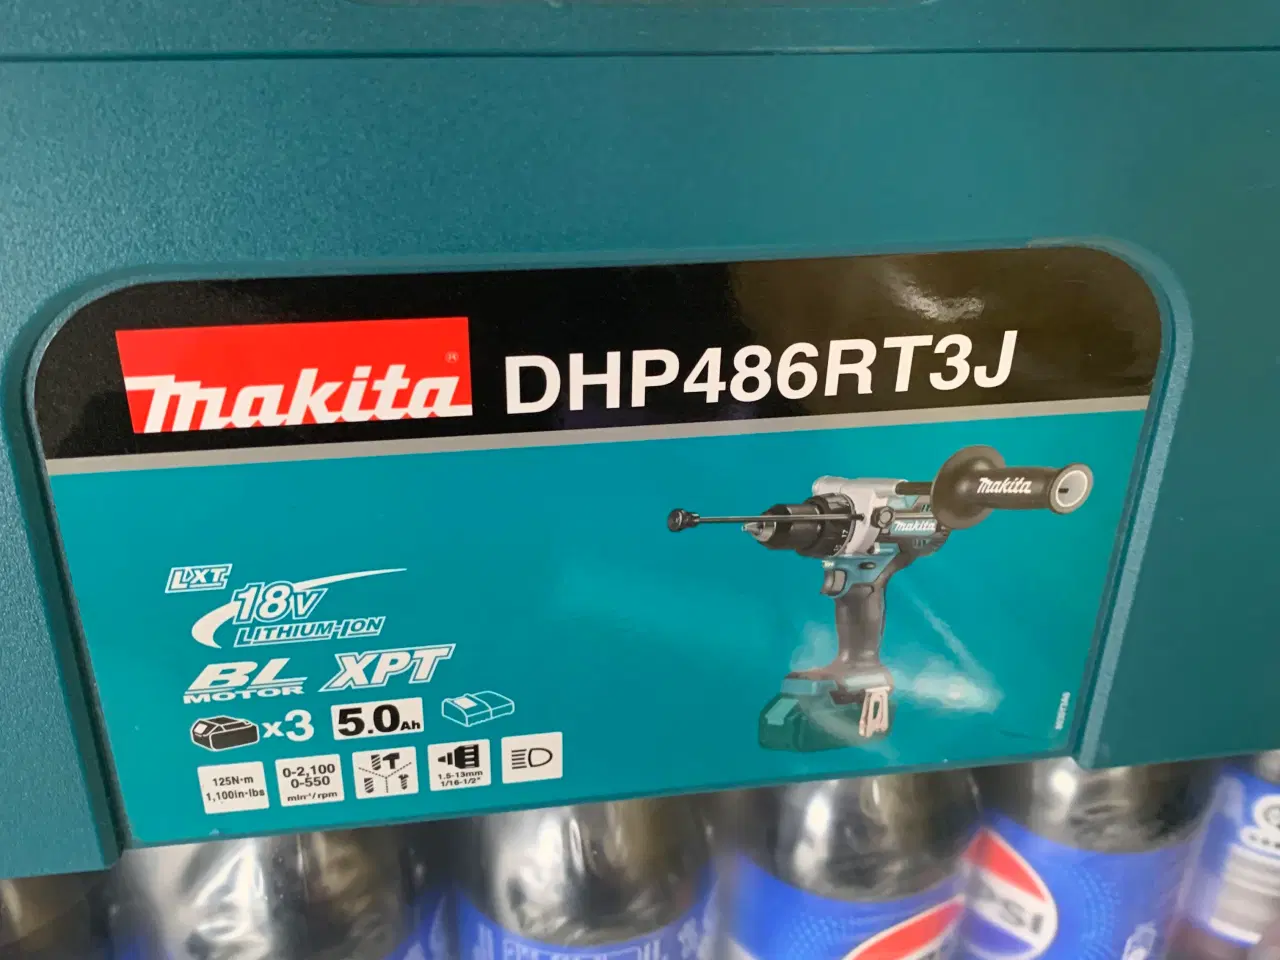 makita®
DHP486RT3J
makita
makita
17
LXT
18V
LITHIUM-ION
BL
MOTOR
XPT
x3
5.0Ah
125N·m
1,100in·lbs
0-2,100
0-550
min⁻¹/rpm
1.5-13mm
1/16-1/2"